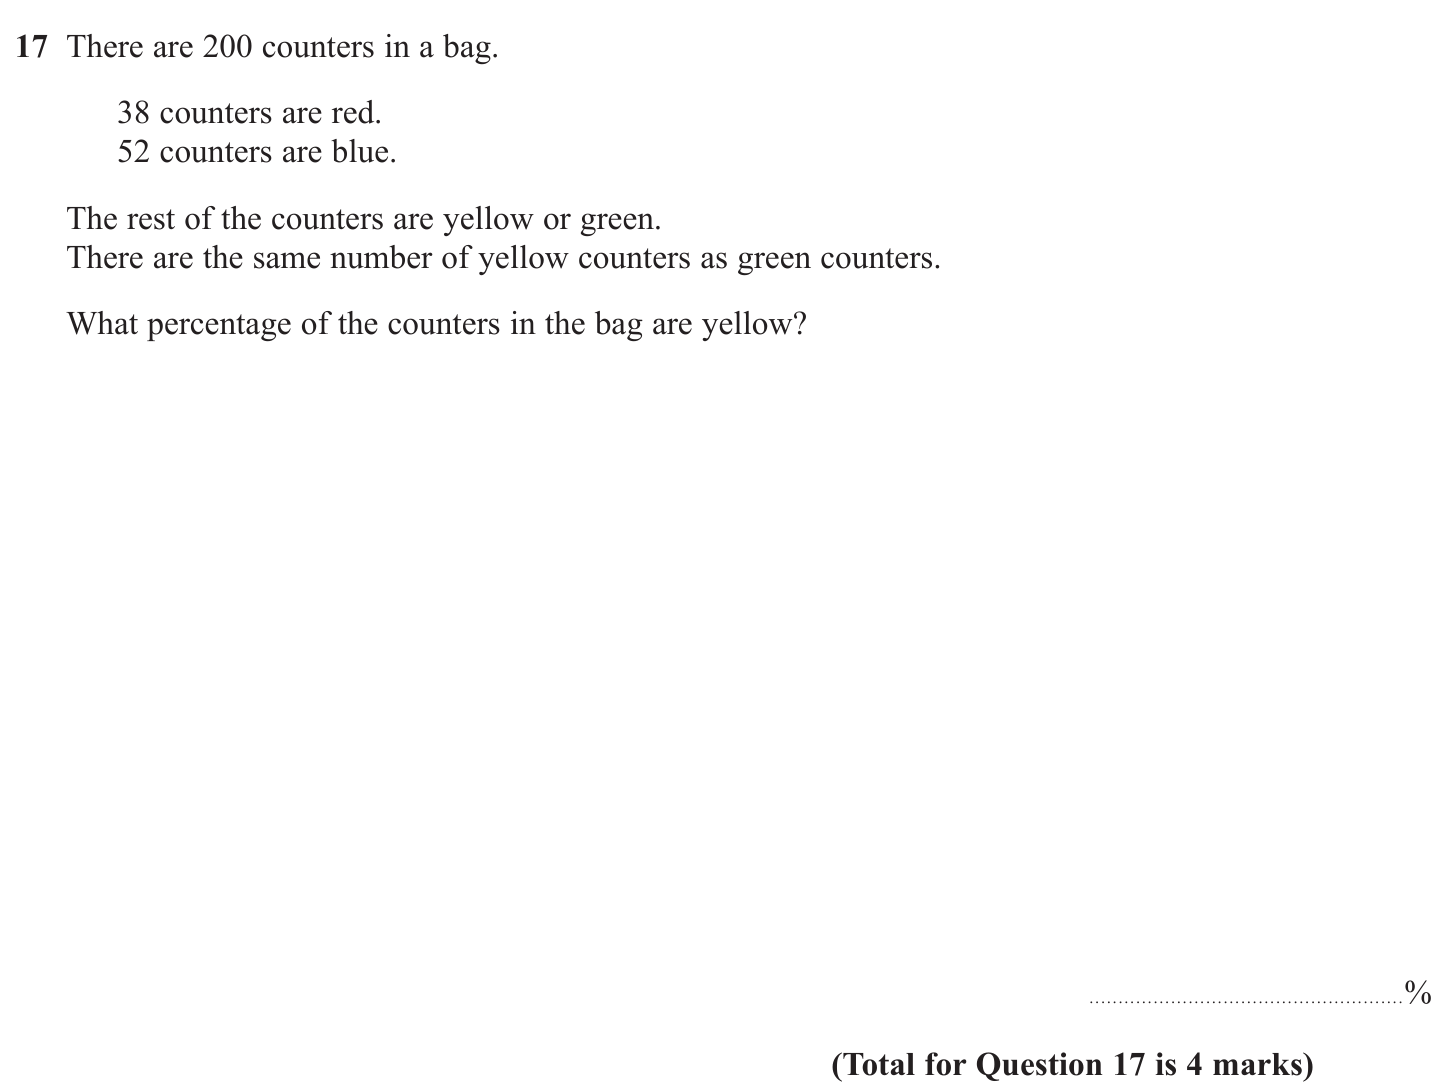 17 There are 200 counters in a bag.
38 counters are red.
52 counters are blue.
The rest of the counters are yellow or green.
There are the same number of yellow counters as green counters.
What percentage of the counters in the bag are yellow?
......................................................%
(Total for Question 17 is 4 marks)